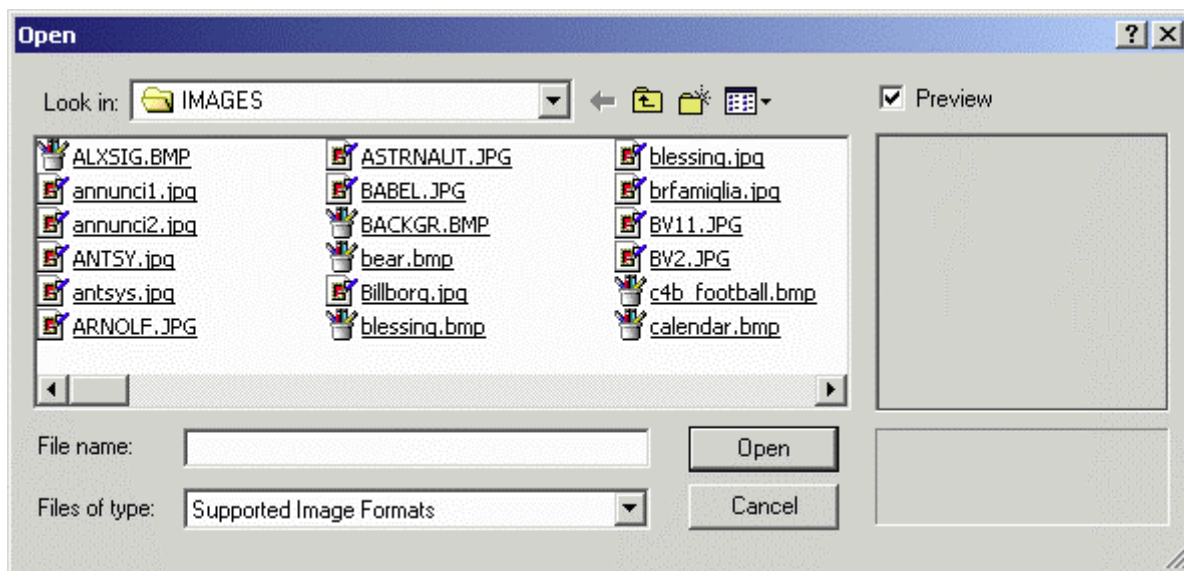 Open
Look in: IMAGES
Preview
ALXSIG.BMP
annunci1.jpg
annunci2.jpg
ANTSY.jpg
antsys.jpg
ARNOLF.JPG
ASTRNAUT.JPG
BABEL.JPG
BACKGR.BMP
bear.bmp
Billborg.jpg
blessing.bmp
blessing.jpg
brfamiglia.jpg
BV11.JPG
BV2.JPG
c4b_football.bmp
calendar.bmp
File name:
Open
Files of type: Supported Image Formats
Cancel